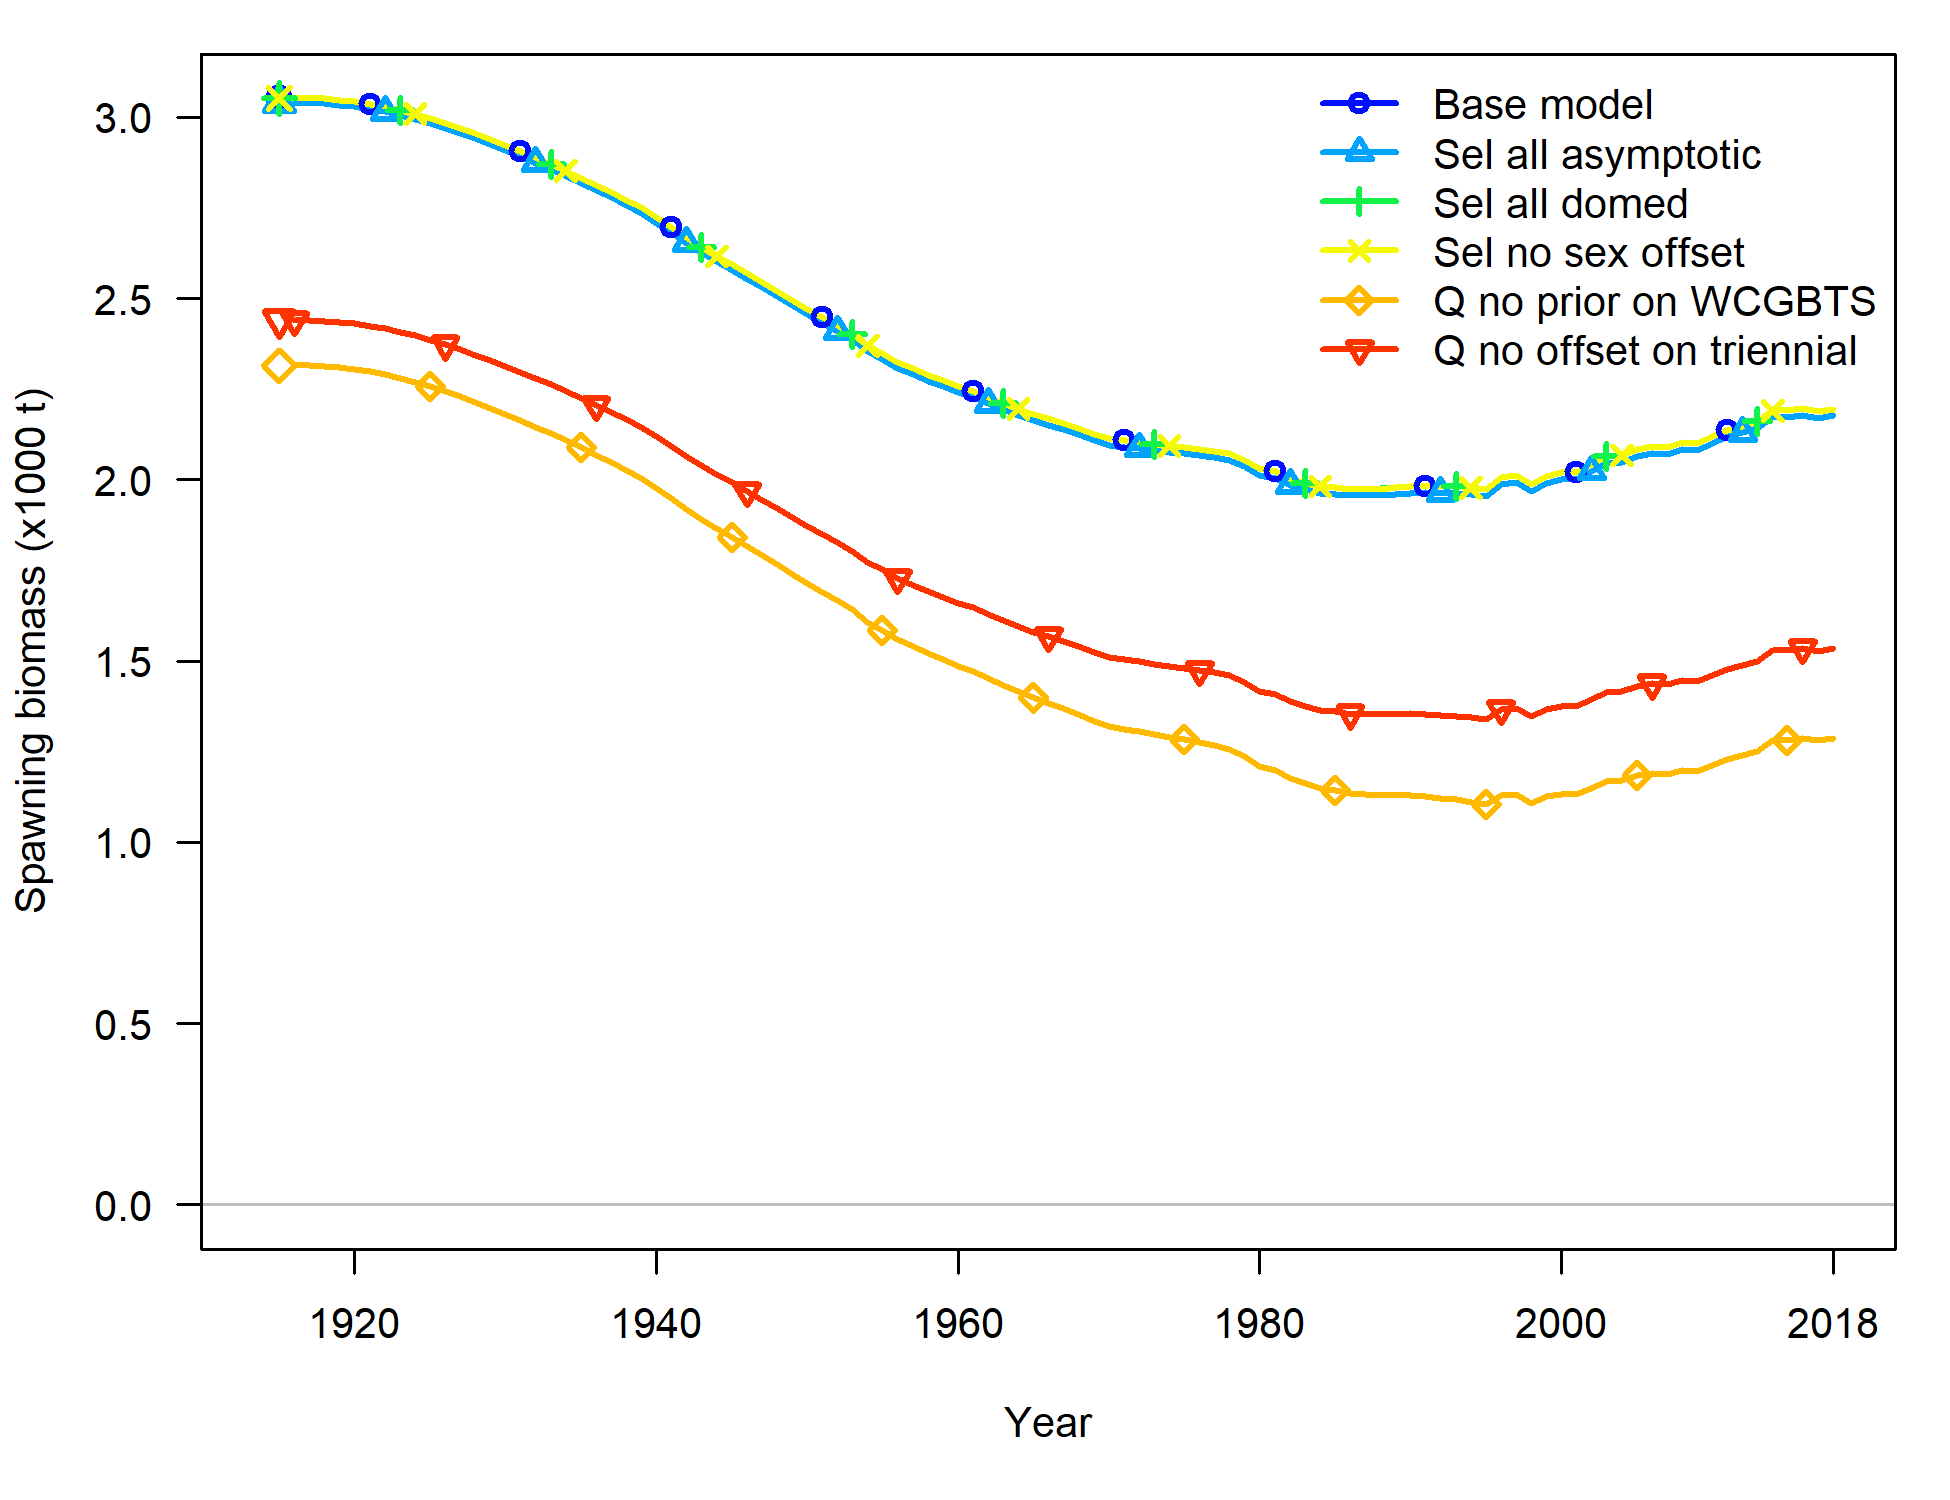 Base model
Sel all asymptotic
Sel all domed
Sel no sex offset
Q no prior on WCGBTS
Q no offset on triennial
3.0
2.5
2.0
1.5
1.0
0.5
0.0
Spawning biomass (x1000 t)
1920 1940 1960 1980 2000 2018
Year